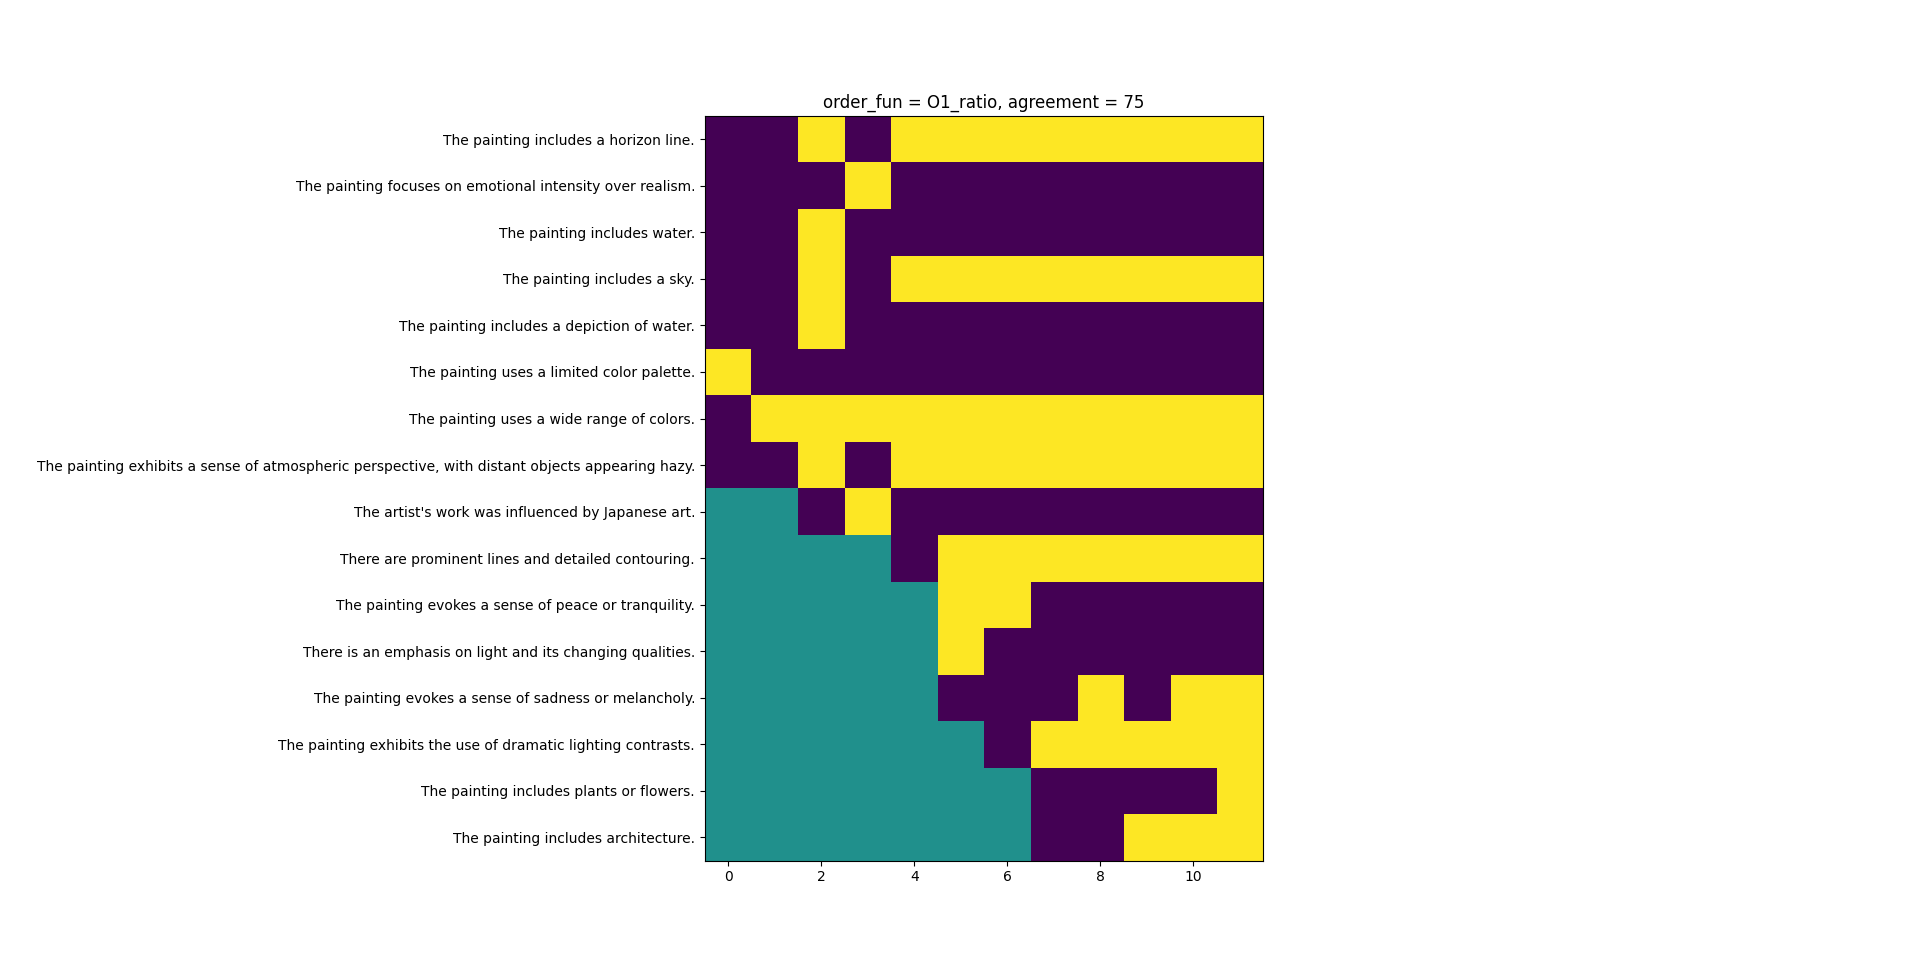 order_fun = O1_ratio, agreement = 75
The painting includes a horizon line.
The painting focuses on emotional intensity over realism.
The painting includes water.
The painting includes a sky.
The painting includes a depiction of water.
The painting uses a limited color palette.
The painting uses a wide range of colors.
The painting exhibits a sense of atmospheric perspective, with distant objects appearing hazy.
The artist's work was influenced by Japanese art.
There are prominent lines and detailed contouring.
The painting evokes a sense of peace or tranquility.
There is an emphasis on light and its changing qualities.
The painting evokes a sense of sadness or melancholy.
The painting exhibits the use of dramatic lighting contrasts.
The painting includes plants or flowers.
The painting includes architecture.
0 2 4 6 8 10